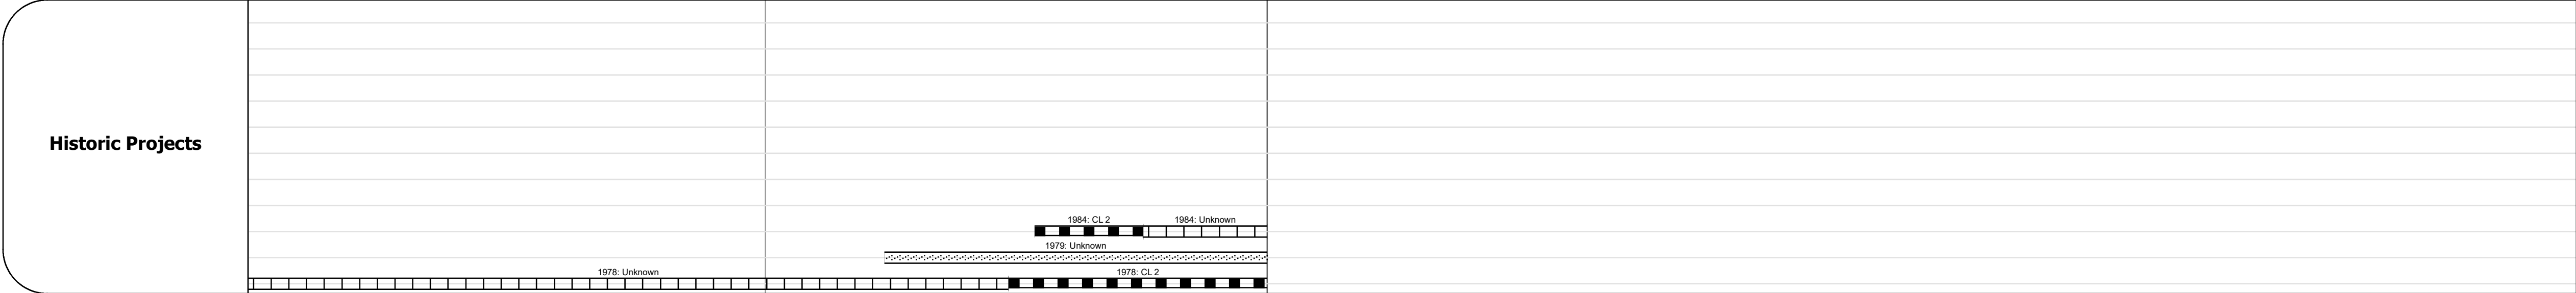 Historic Projects
1984: CL 2
1984: Unknown
1979: Unknown
1978: Unknown
1978: CL 2